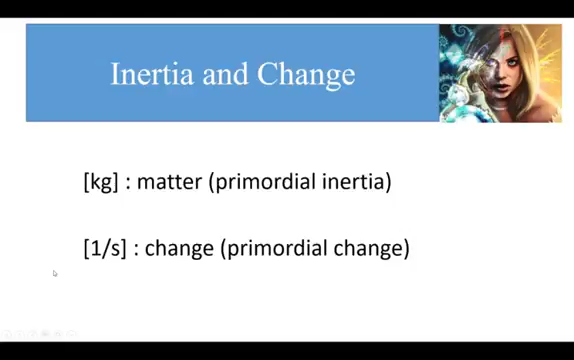 Inertia and Change
[kg] : matter (primordial inertia)
[1/s] : change (primordial change)